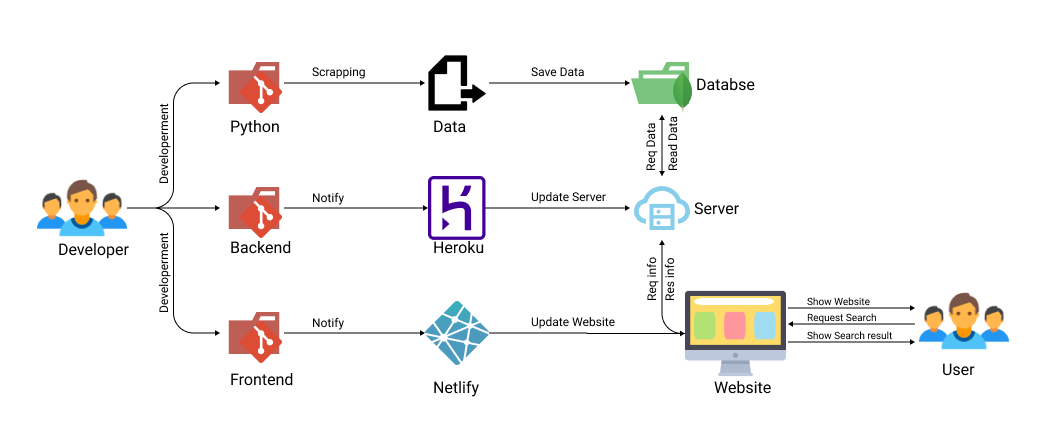 Scrapping
Save Data
Databse
Python
Data
Developerment
Req Data
Read Data
Notify
Update Server
Server
Developer
Backend
Heroku
Developerment
Req info
Res info
Notify
Update Website
Show Website
Request Search
Show Search result
Frontend
Netlify
Website
User